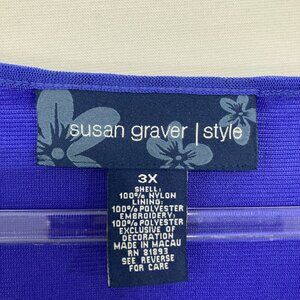 susan graver | style
3X
SHELL:
100% NYLON
LINING:
100% POLYESTER
EMBROIDERY:
100% POLYESTER
EXCLUSIVE OF
DECORATION
MADE IN MACAU
RN 81893
SEE REVERSE
FOR CARE